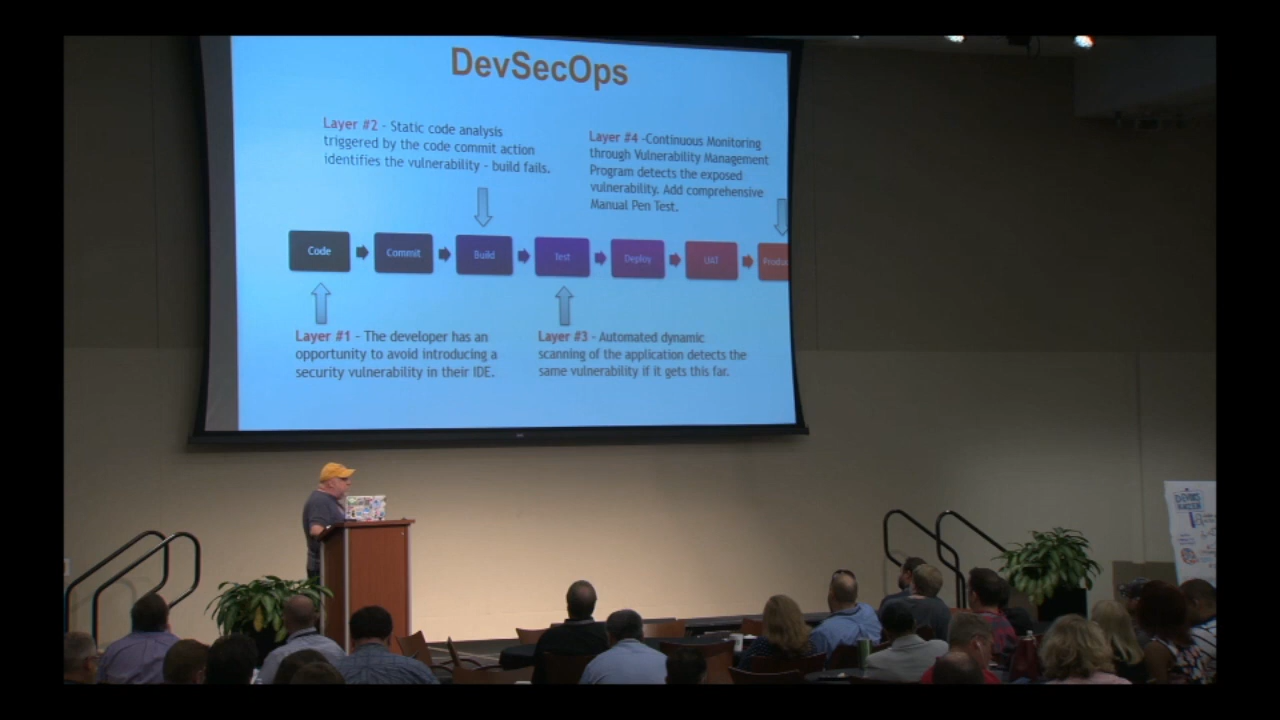 DevSecOps
Layer #2 - Static code analysis
triggered by the code commit action
identifies the vulnerability - build fails.
Layer #4 -Continuous Monitoring
through Vulnerability Management
Program detects the exposed
vulnerability. Add comprehensive
Manual Pen Test.
Code
Commit
Build
Test
Deploy
UAT
Produc
Layer #1 - The developer has an
opportunity to avoid introducing a
security vulnerability in their IDE.
Layer #3 - Automated dynamic
scanning of the application detects the
same vulnerability if it gets this far.